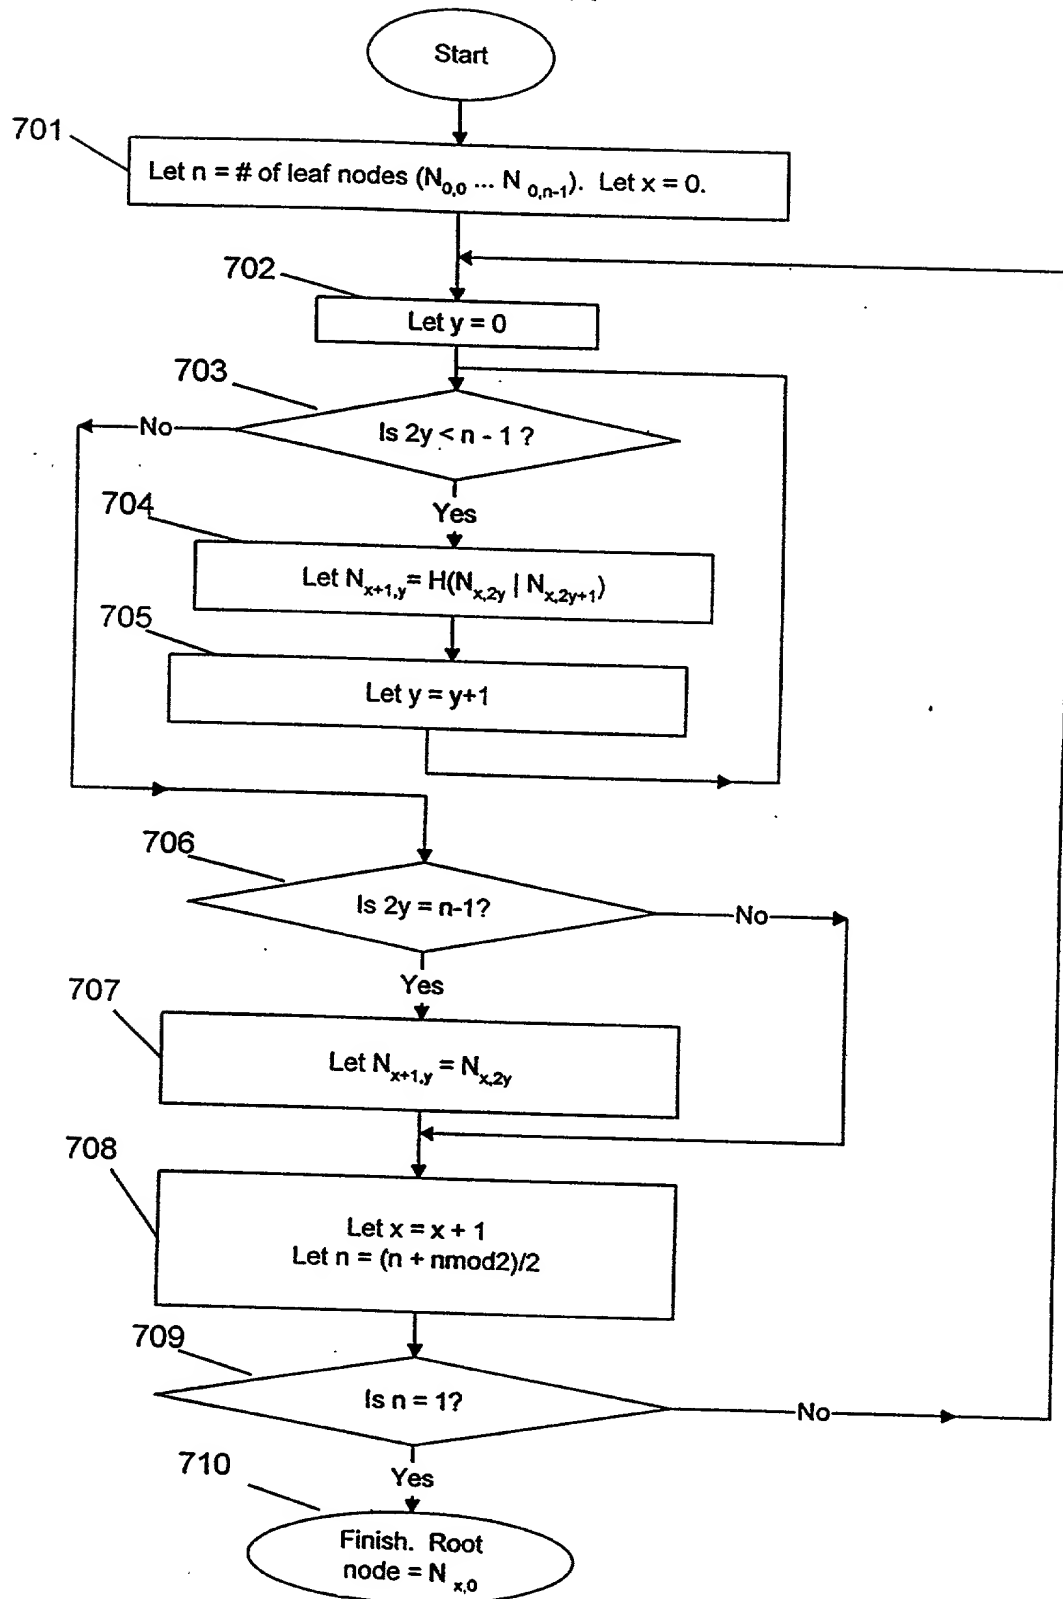 Start
701
Let n = # of leaf nodes (N0,0 ... N 0,n-1). Let x = 0.
702
Let y = 0
703
Is 2y < n - 1 ?
No
Yes
704
Let Nx+1,y = H(Nx,2y | Nx,2y+1)
705
Let y = y+1
706
Is 2y = n-1?
No
Yes
707
Let Nx+1,y = Nx,2y
708
Let x = x + 1
Let n = (n + nmod2)/2
709
Is n = 1?
No
Yes
710
Finish. Root
node = N x,0